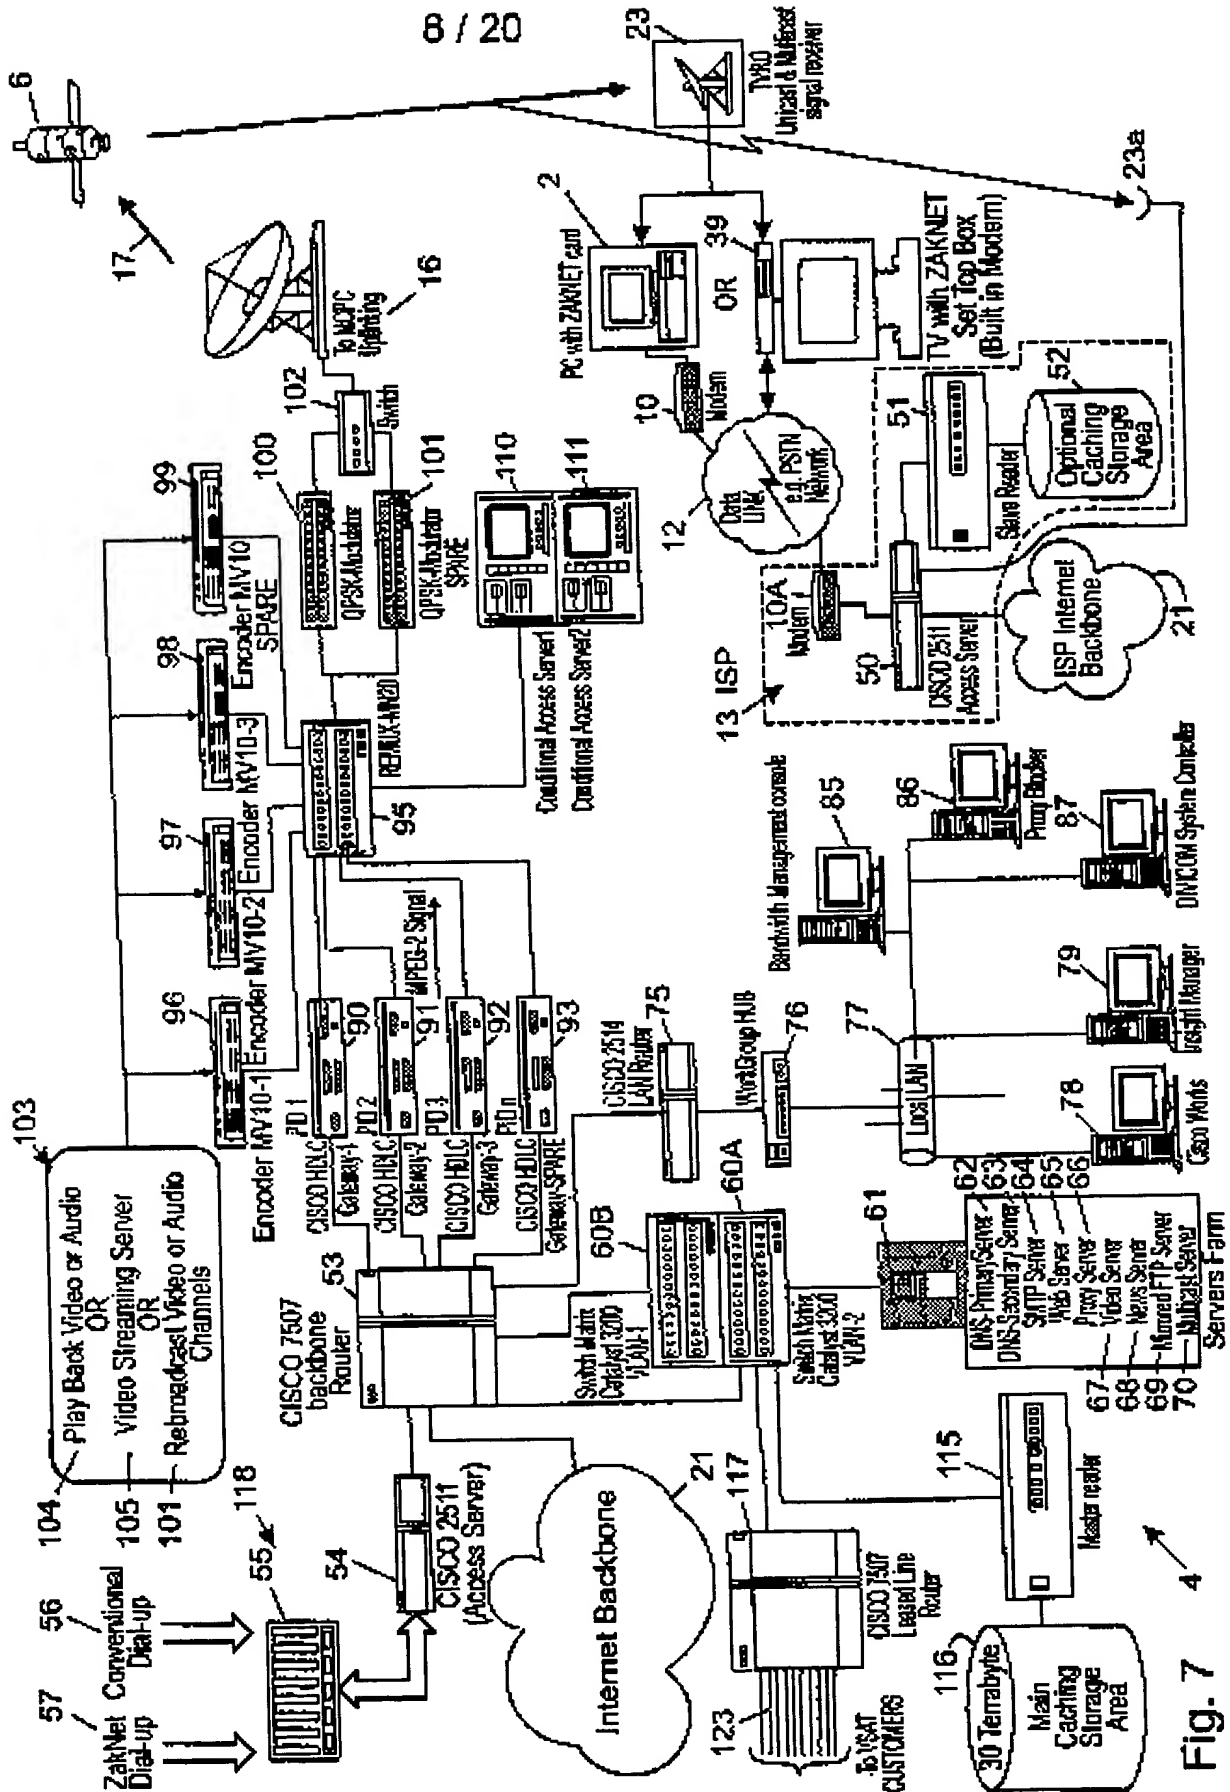 8 / 20
57
ZakNet
Dial-up
56
Conventional
Dial-up
118
55
54
CISCO 2511
(Access Server)
103
104
Play Back Video or Audio
OR
105
Video Streaming Server
OR
101
Rebroadcast Video or Audio
Channels
96
Encoder MV10-1
97
Encoder MV10-2
98
Encoder MV10-3
99
Encoder MV10
SPARE
6
17
16
To MCPC
Uplinking
102
Switch
100
QPSK-Modulator
101
QPSK-Modulator
SPARE
REMUX-MN20
95
110
111
Conditional Access Server1
Conditional Access Server2
53
CISCO 7507
backbone
Router
PID 1
90
CISCO HDLC
Gateway-1
PID 2
91
CISCO HDLC
Gateway-2
MPEG-2 Signal
PID 3
92
CISCO HDLC
Gateway-3
PIDn
93
CISCO HDLC
Gateway-SPARE
23
TVRO
Unicast & Multicast
signal receiver
23a
2
PC with ZAKNET card
10
Modem
OR
39
TV with ZAKNET
Set Top Box
(Built in Modem)
12
Data
LINK
e.g. PSTN
Network
13 ISP
10A
Modem
50
CISCO 2511
Access Server
51
Slave Reader
52
Optional
Caching
Storage
Area
ISP Internet
Backbone
21
Internet Backbone
21
75
CISCO-2514
LAN Router
76
WorkGroup HUB
77
Local LAN
78
Cisco Works
79
Insight Manager
85
Bandwith Management console
86
Proxy Blocker
87
DIVICOM System Controller
60B
Switch Matrix
Catalyst 3200
VLAN-1
60A
Switch Matrix
Catalyst 3200
VLAN-2
61
DNS-Primary Server
62
DNS-Secondary Server
63
SMTP Server
64
Web Server
65
Proxy Server
66
67
Video Server
68
News Server
69
Mirrored FTP Server
70
Multicast Server
Servers Farm
117
CISCO 7507
Leased Line
Router
123
To VSAT
CUSTOMERS
115
Master reader
116
30 Terrabyte
Main
Caching
Storage
Area
4
Fig. 7